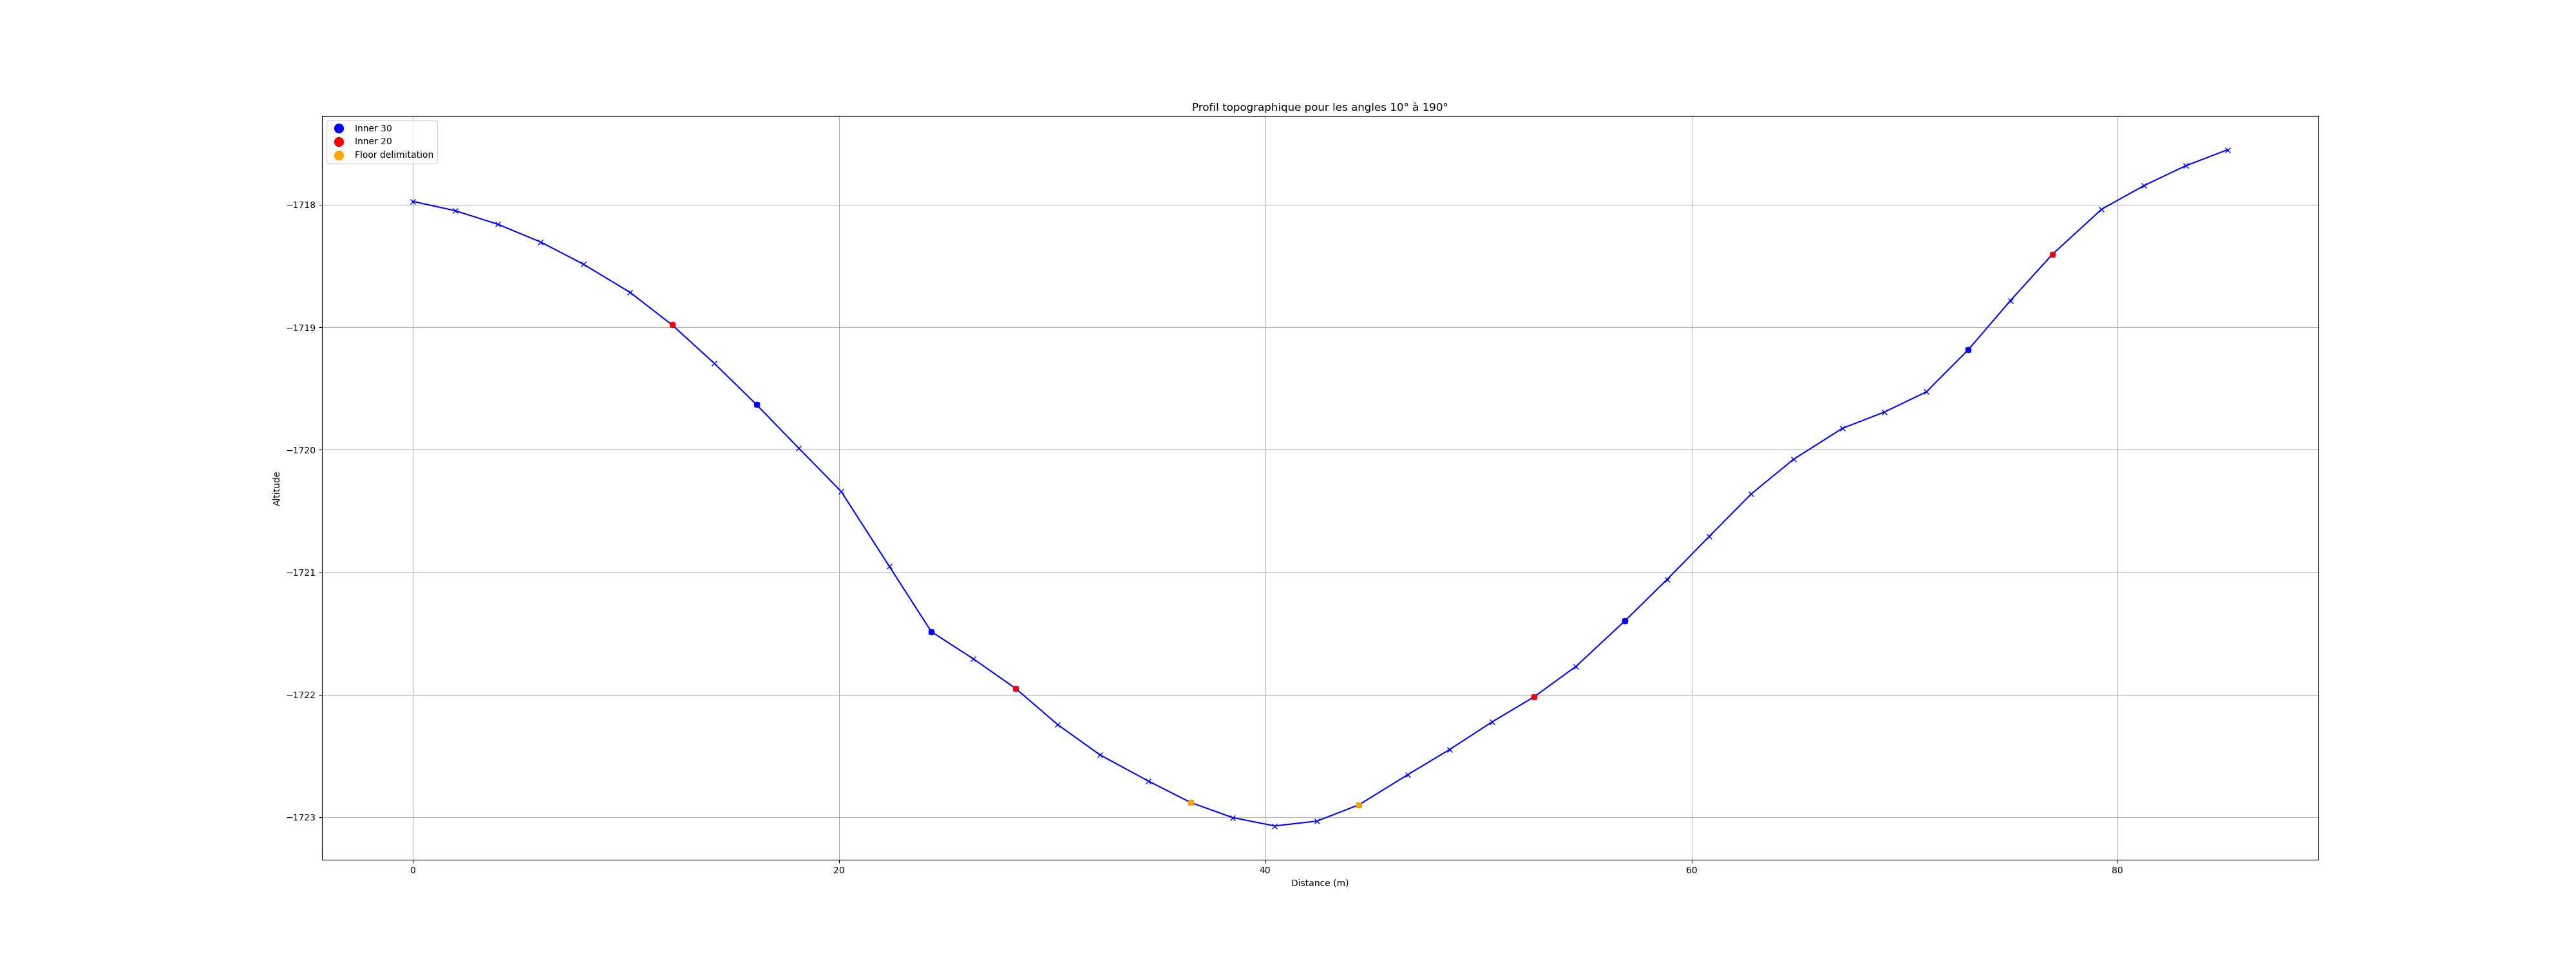 Profil topographique pour les angles 10° à 190°
Inner 30
Inner 20
Floor delimitation
Altitude
−1718
−1719
−1720
−1721
−1722
−1723
0
20
40
60
80
Distance (m)